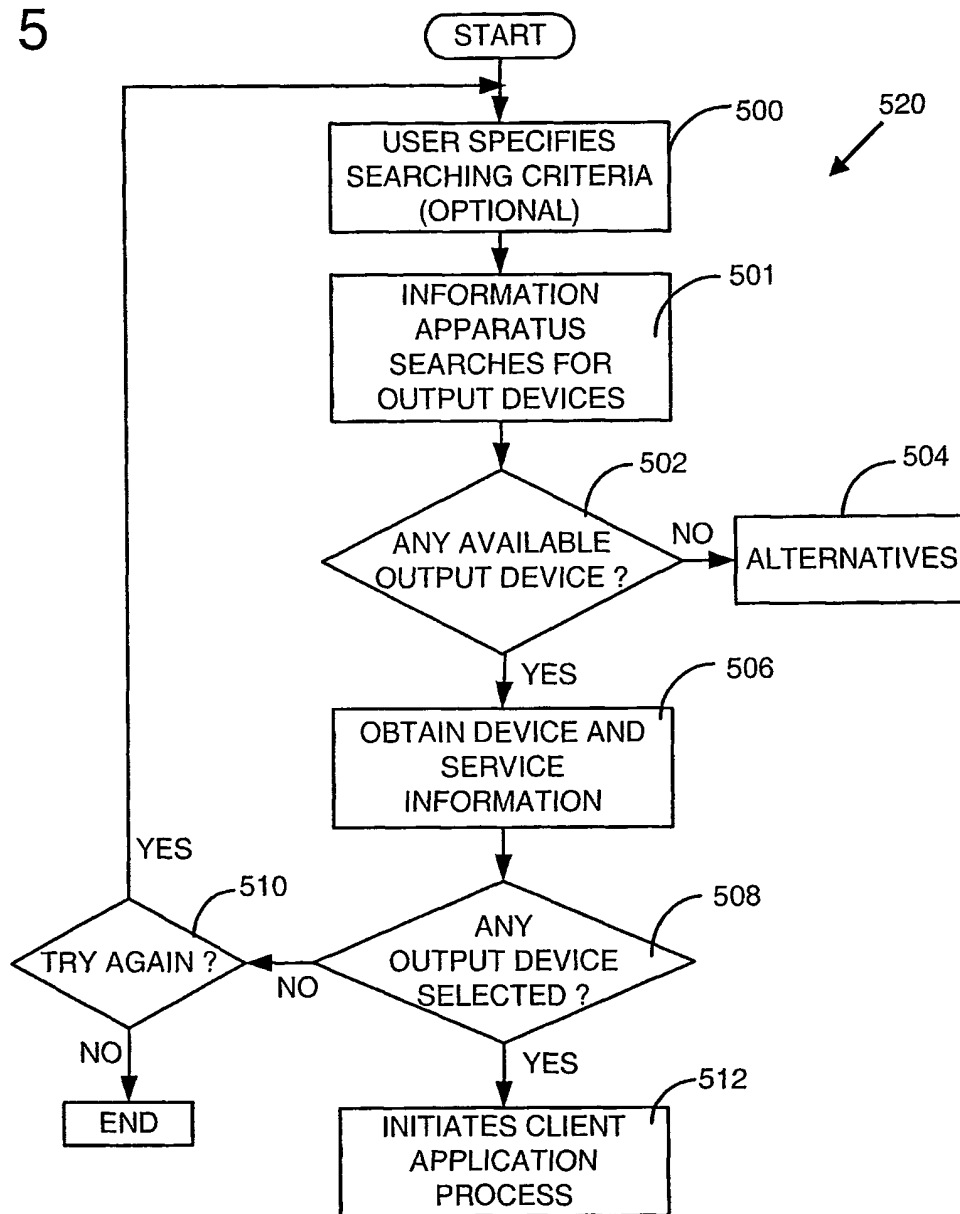 5
START
500
520
USER SPECIFIES
SEARCHING CRITERIA
(OPTIONAL)
501
INFORMATION
APPARATUS
SEARCHES FOR
OUTPUT DEVICES
502
504
ANY AVAILABLE
OUTPUT DEVICE ?
NO
ALTERNATIVES
YES
506
OBTAIN DEVICE AND
SERVICE
INFORMATION
YES
510
508
ANY
OUTPUT DEVICE
SELECTED ?
TRY AGAIN ?
NO
NO
YES
512
END
INITIATES CLIENT
APPLICATION
PROCESS